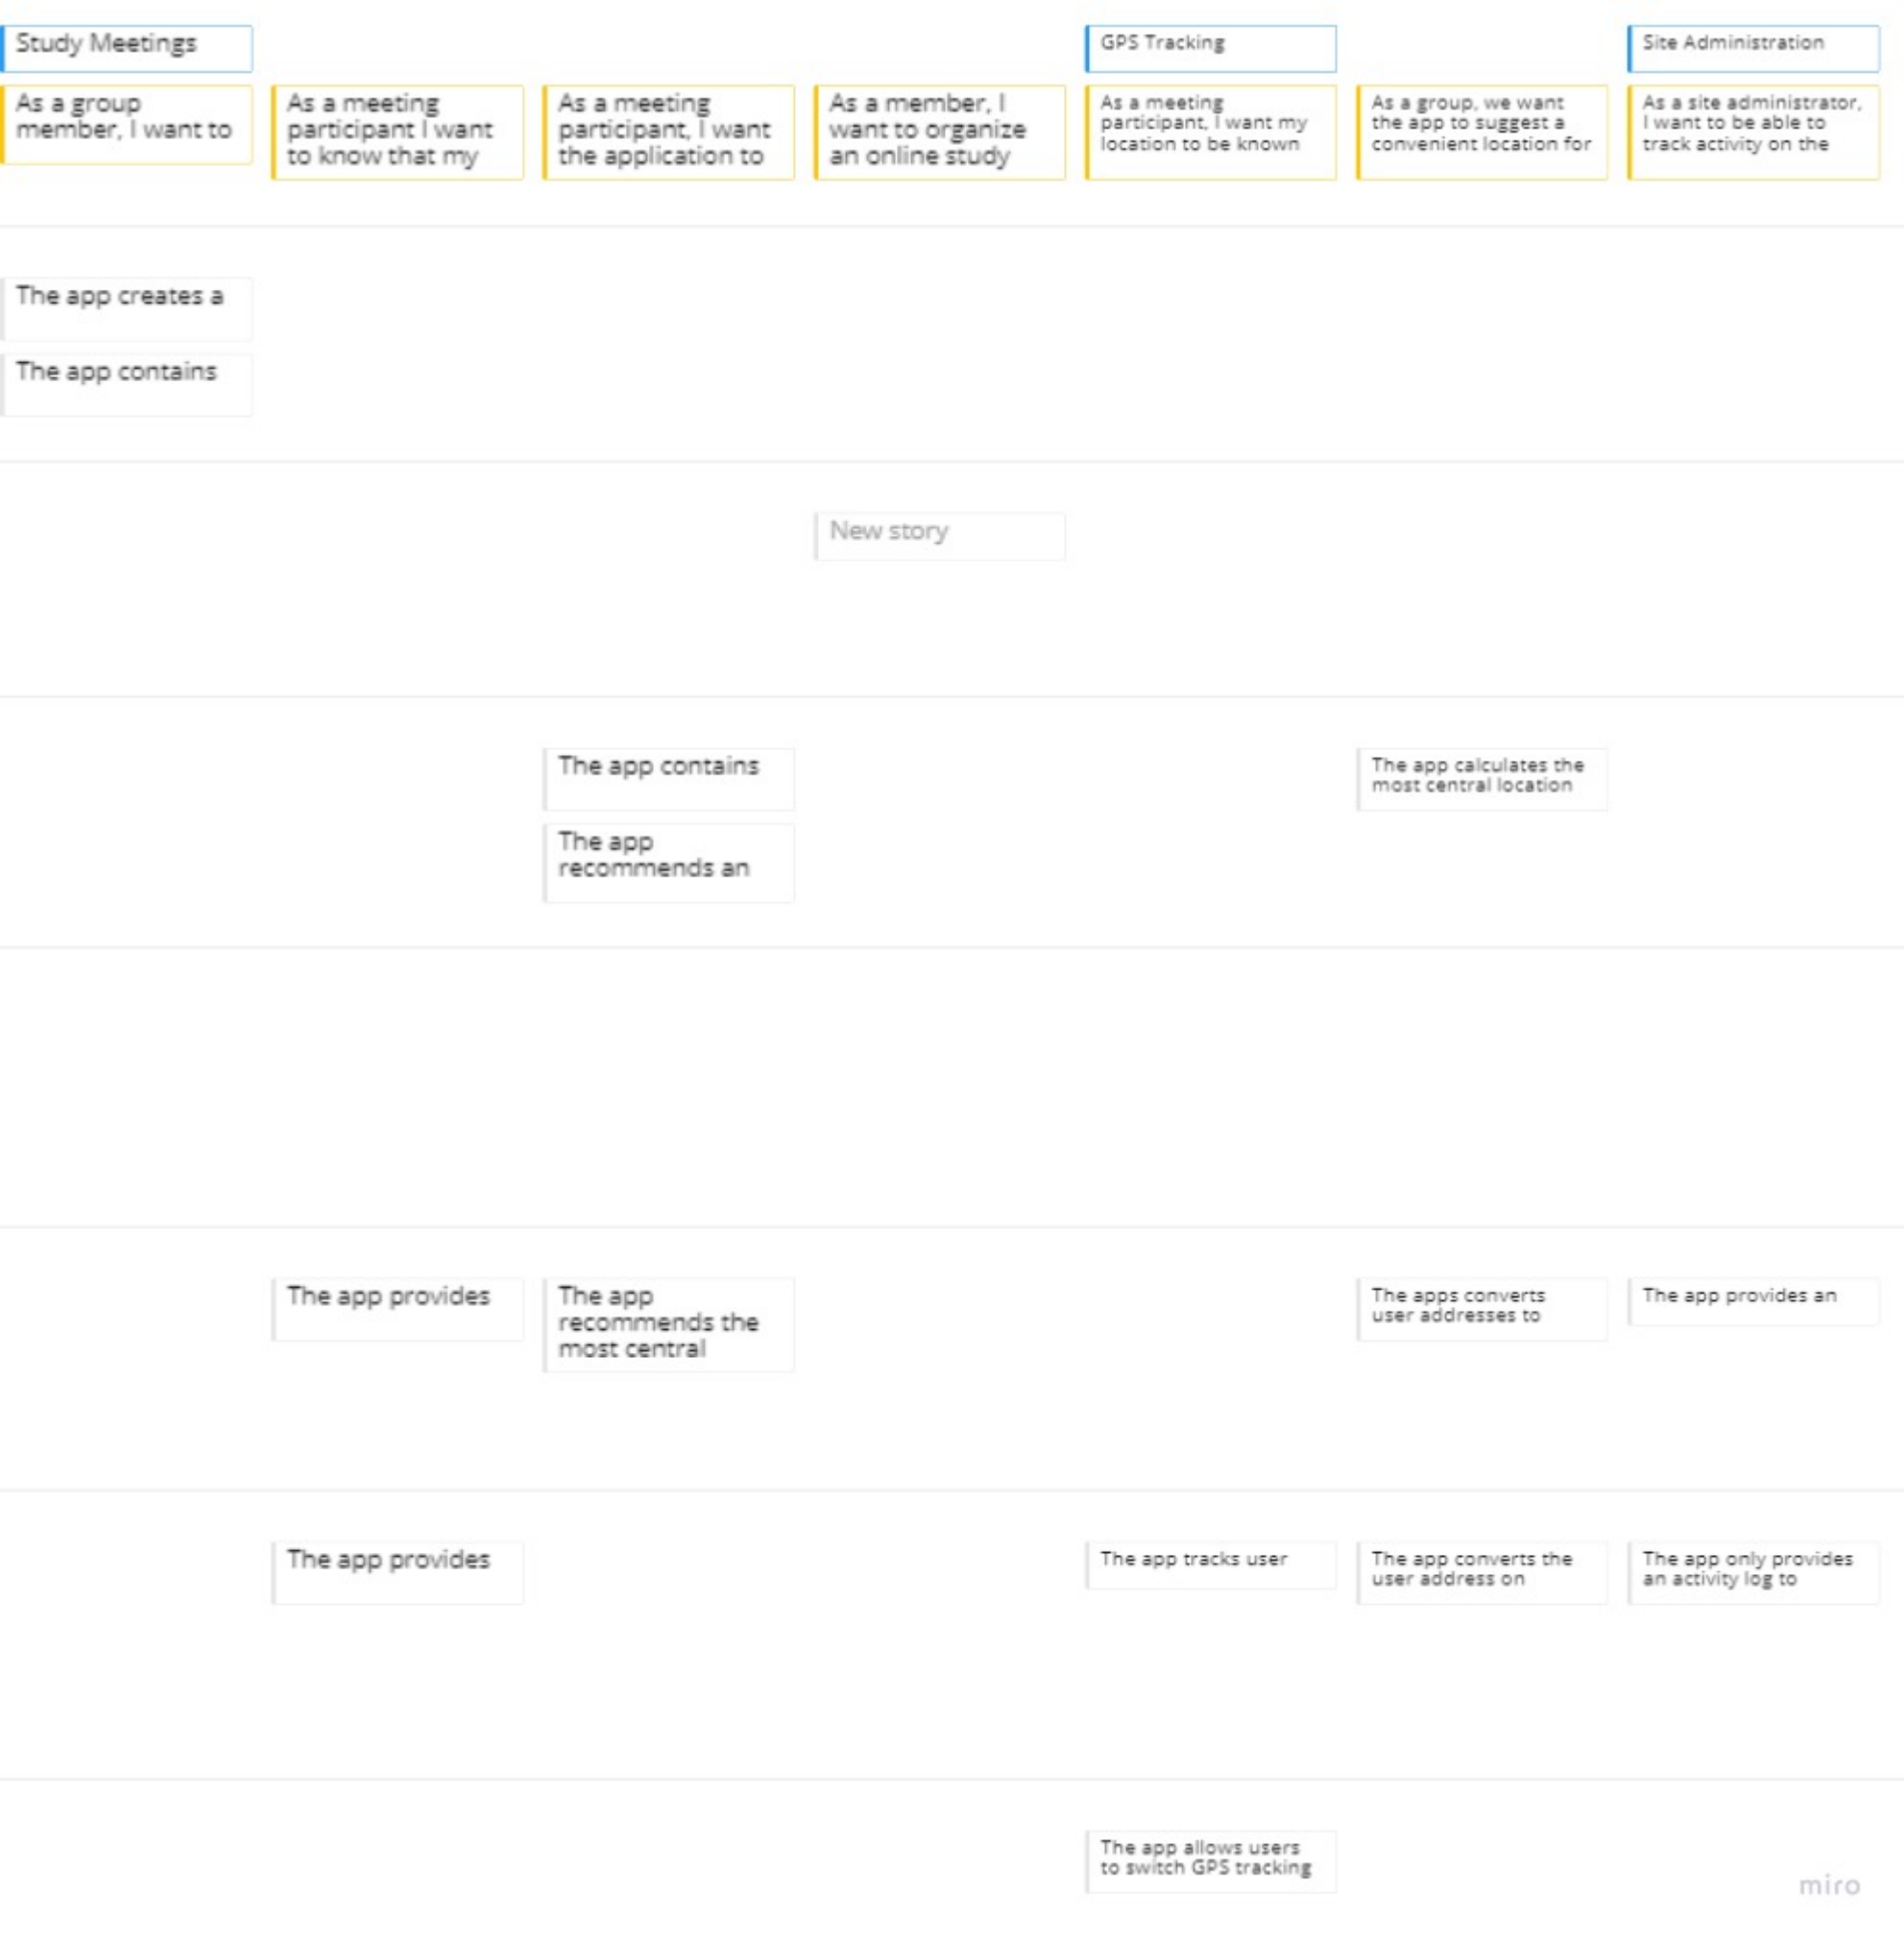 Study Meetings
GPS Tracking
Site Administration
As a group
member, I want to
As a meeting
participant I want
to know that my
As a meeting
participant, I want
the application to
As a member, I
want to organize
an online study
As a meeting
participant, I want my
location to be known
As a group, we want
the app to suggest a
convenient location for
As a site administrator,
I want to be able to
track activity on the
The app creates a
The app contains
New story
The app contains
The app
recommends an
The app calculates the
most central location
The app provides
The app
recommends the
most central
The apps converts
user addresses to
The app provides an
The app provides
The app tracks user
The app converts the
user address on
The app only provides
an activity log to
The app allows users
to switch GPS tracking
miro